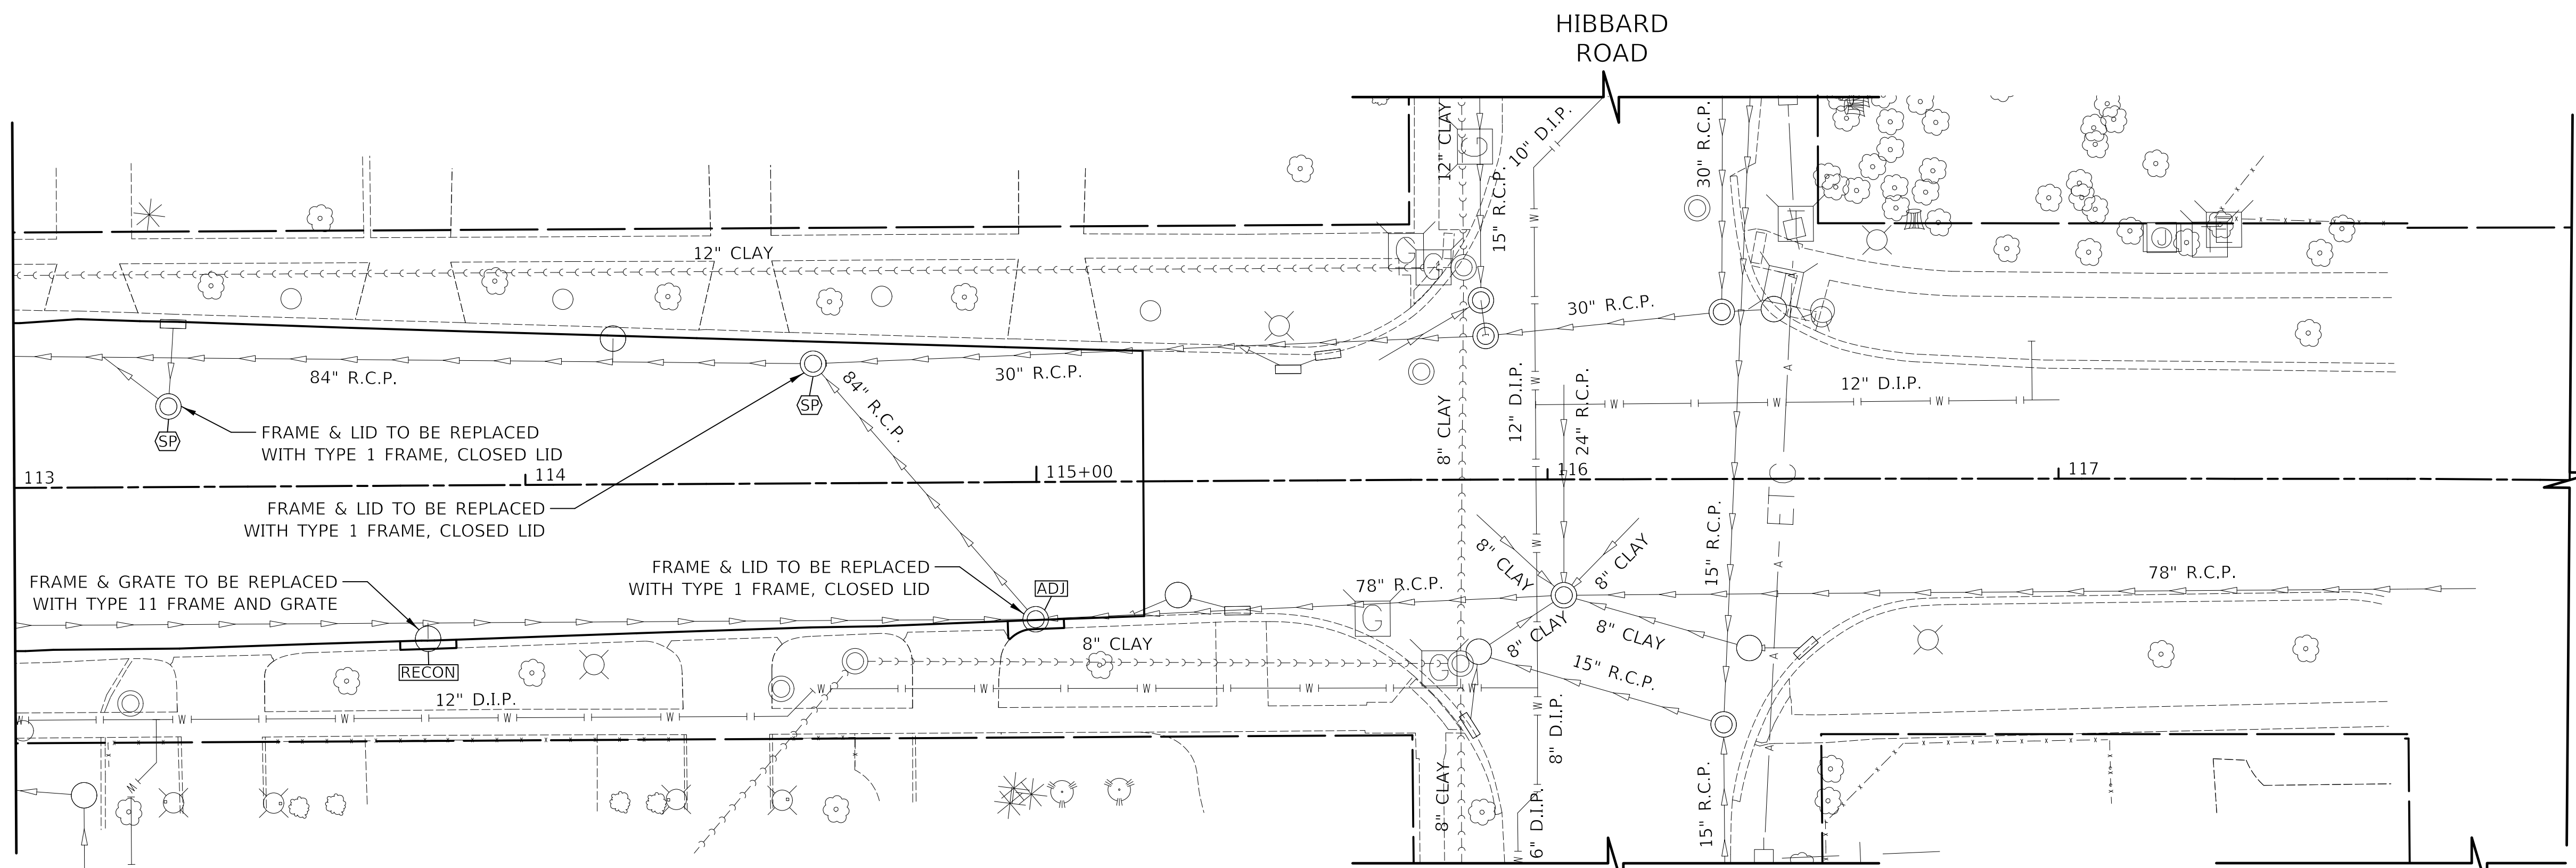 HIBBARD
ROAD
12" CLAY
10" D.I.P.
15" R.C.P.
30" R.C.P.
12" CLAY
30" R.C.P.
84" R.C.P.
30" R.C.P.
84" R.C.P.
12" D.I.P.
8" CLAY
12" D.I.P.
24" R.C.P.
SP
SP
FRAME & LID TO BE REPLACED
WITH TYPE 1 FRAME, CLOSED LID
113
114
115+00
116
117
FRAME & LID TO BE REPLACED
WITH TYPE 1 FRAME, CLOSED LID
15" R.C.P.
FRAME & LID TO BE REPLACED
WITH TYPE 1 FRAME, CLOSED LID
ADJ
FRAME & GRATE TO BE REPLACED
WITH TYPE 11 FRAME AND GRATE
RECON
78" R.C.P.
8" CLAY
8" CLAY
78" R.C.P.
8" CLAY
8" CLAY
8" CLAY
15" R.C.P.
12" D.I.P.
8" D.I.P.
8" CLAY
6" D.I.P.
15" R.C.P.